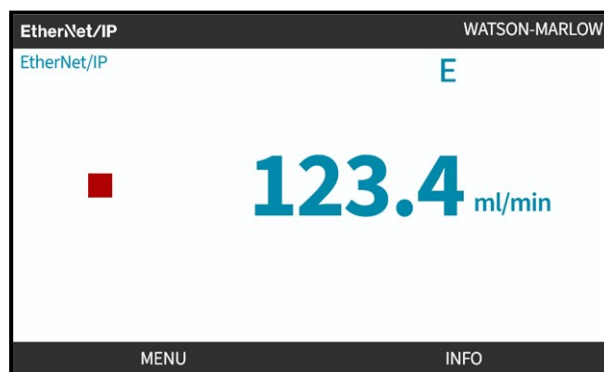 EtherNet/IP WATSON-MARLOW
EtherNet/IP E
123.4 ml/min
MENU INFO